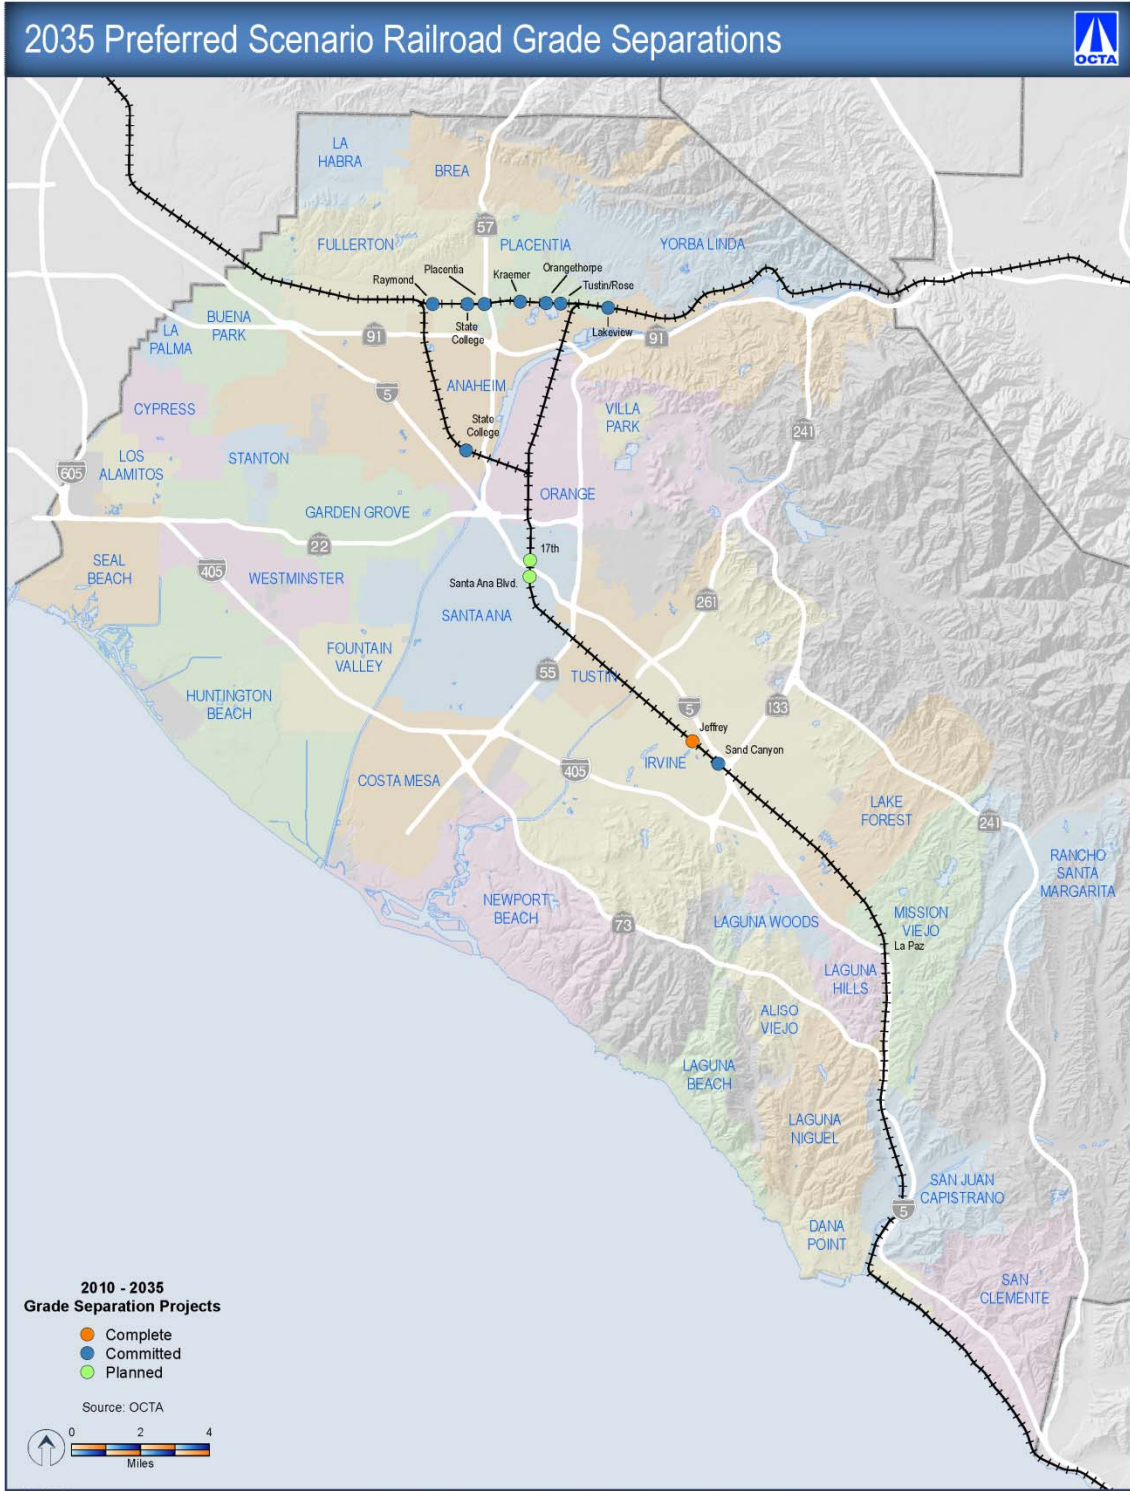 2035 Preferred Scenario Railroad Grade Separations
OCTA
LA
HABRA
BREA
57
FULLERTON
PLACENTIA
YORBA LINDA
Raymond
Placentia
Kraemer
Orangethorpe
Tustin/Rose
State
College
Lakeview
BUENA
PARK
LA
PALMA
91
91
5
ANAHEIM
CYPRESS
State
College
VILLA
PARK
241
LOS
ALAMITOS
STANTON
605
ORANGE
GARDEN GROVE
22
SEAL
BEACH
405
WESTMINSTER
17th
Santa Ana Blvd.
SANTA ANA
261
FOUNTAIN
VALLEY
55
TUSTIN
HUNTINGTON
BEACH
5
133
Jeffrey
Sand Canyon
IRVINE
405
COSTA MESA
LAKE
FOREST
241
RANCHO
SANTA
MARGARITA
NEWPORT
BEACH
73
LAGUNA WOODS
MISSION
VIEJO
La Paz
LAGUNA
HILLS
ALISO
VIEJO
LAGUNA
BEACH
LAGUNA
NIGUEL
SAN JUAN
CAPISTRANO
5
DANA
POINT
SAN
CLEMENTE
2010 - 2035
Grade Separation Projects
Complete
Committed
Planned
Source: OCTA
0 2 4
Miles